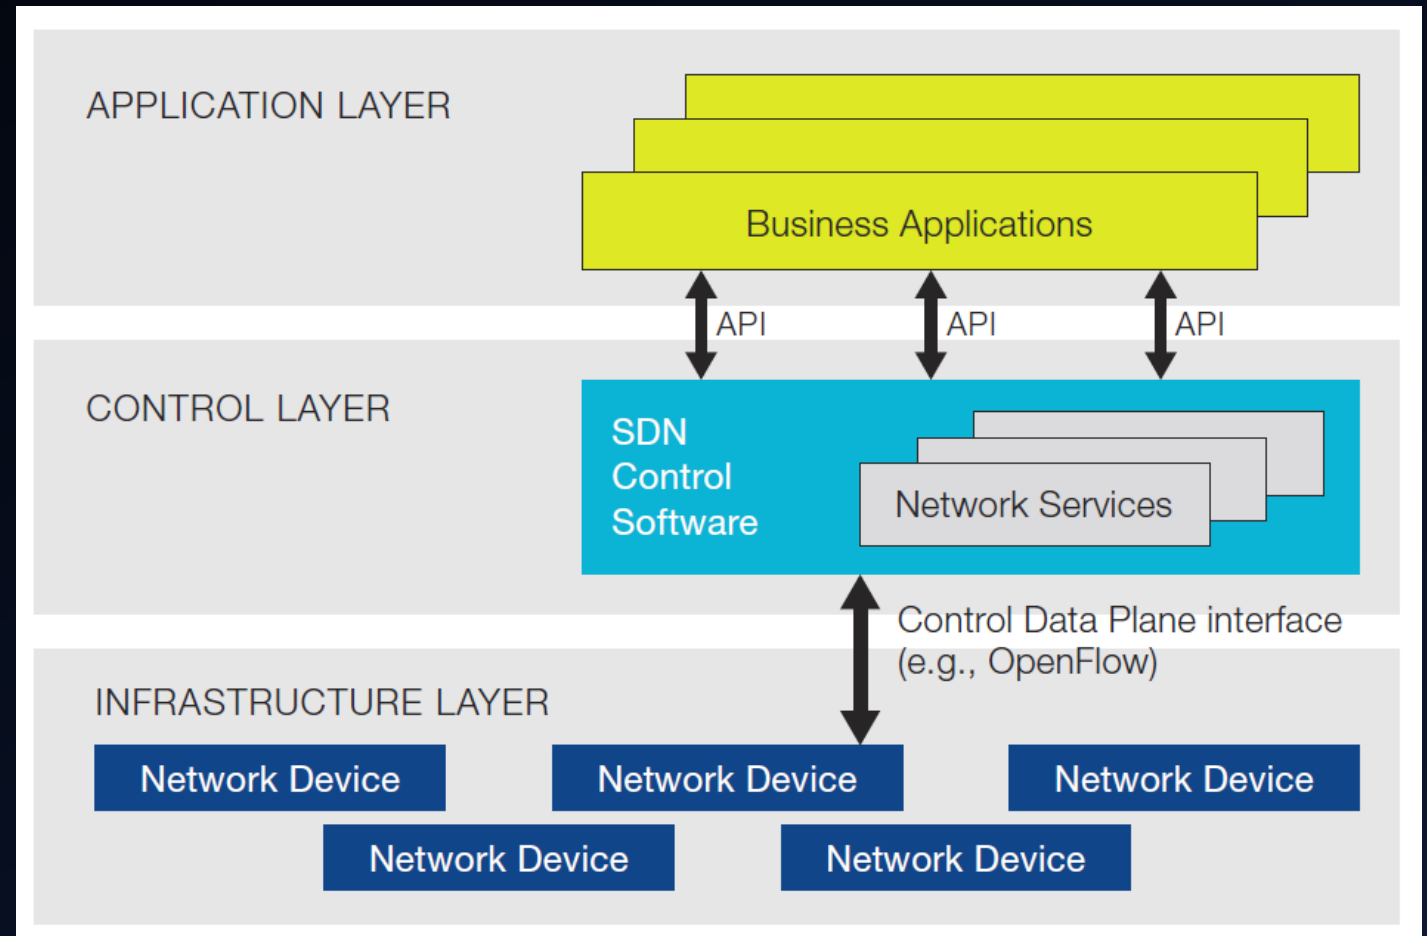 APPLICATION LAYER
Business Applications
API
API
API
CONTROL LAYER
SDN
Control
Software
Network Services
Control Data Plane interface
(e.g., OpenFlow)
INFRASTRUCTURE LAYER
Network Device
Network Device
Network Device
Network Device
Network Device